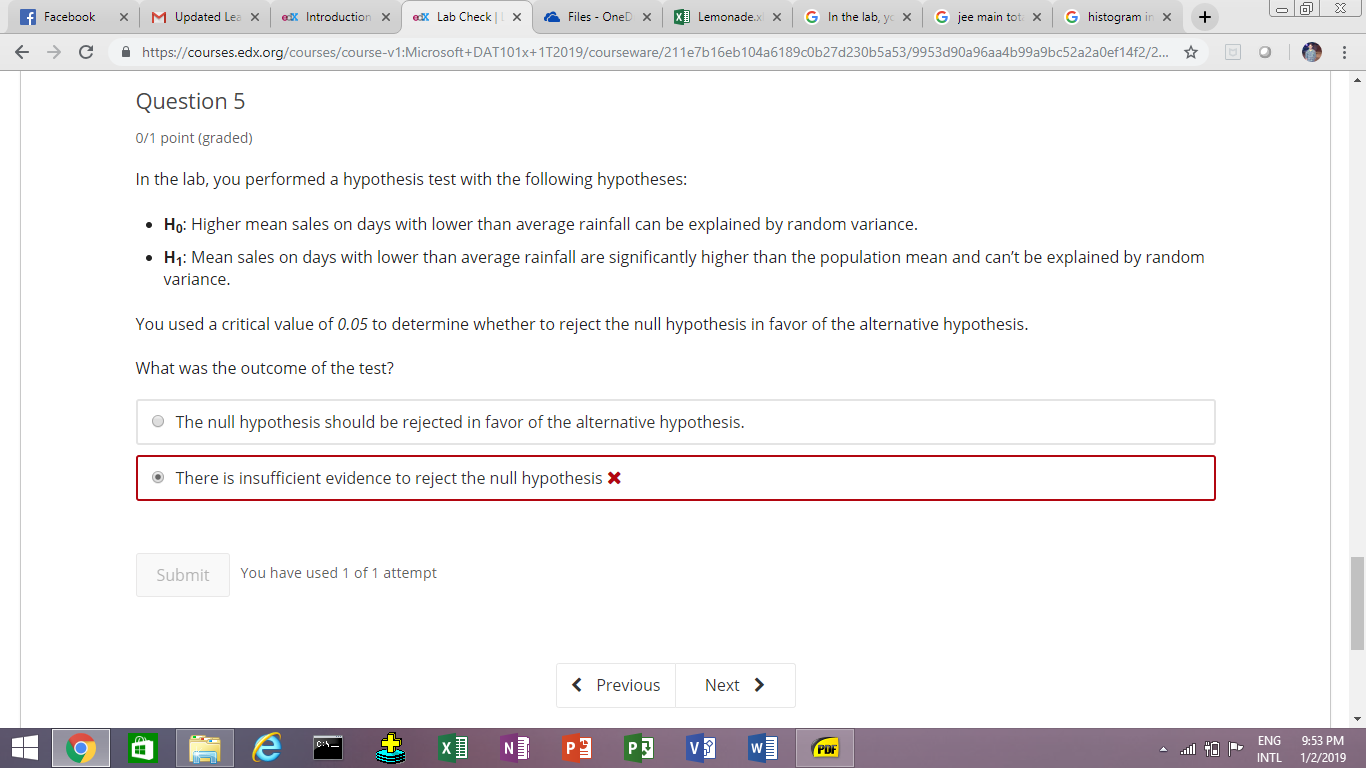 Facebook
Updated Lea
edX Introduction
edX Lab Check |
Files - OneD
Lemonade.x
In the lab, yo
jee main tot
histogram in
https://courses.edx.org/courses/course-v1:Microsoft+DAT101x+1T2019/courseware/211e7b16eb104a6189c0b27d230b5a53/9953d90a96aa4b99a9bc52a2a0ef14f2/2...
Question 5
0/1 point (graded)
In the lab, you performed a hypothesis test with the following hypotheses:
• H0: Higher mean sales on days with lower than average rainfall can be explained by random variance.
• H1: Mean sales on days with lower than average rainfall are significantly higher than the population mean and can’t be explained by random
variance.
You used a critical value of 0.05 to determine whether to reject the null hypothesis in favor of the alternative hypothesis.
What was the outcome of the test?
The null hypothesis should be rejected in favor of the alternative hypothesis.
There is insufficient evidence to reject the null hypothesis
Submit
You have used 1 of 1 attempt
Previous
Next
PDF
ENG
INTL
9:53 PM
1/2/2019